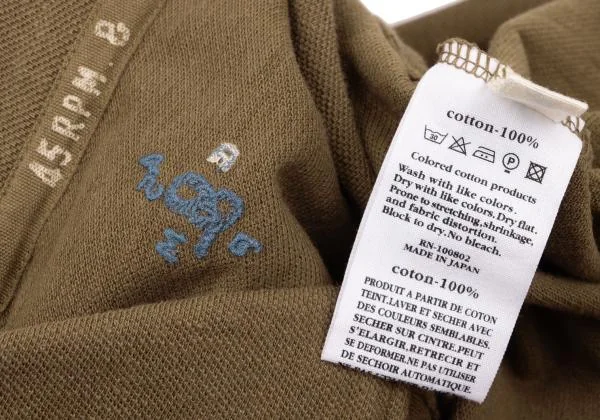 45RPM. &
cotton-100%
30 P
Colored cotton products
Wash with like colors.
Dry with like colors. Dry flat.
Prone to stretching,shrinkage,
and fabric distortion.
Block to dry. No bleach.
RN-100802
MADE IN JAPAN
coton-100%
PRODUIT A PARTIR DE COTON
TEINT.LAVER ET SECHER AVEC
DES COULEURS SEMBLABLES.
SECHER SUR CINTRE.PEUT
S'ELARGIR,RETRECIR ET
SE DEFORMER.NE PAS UTILISER
DE SECHOIR AUTOMATIQUE.